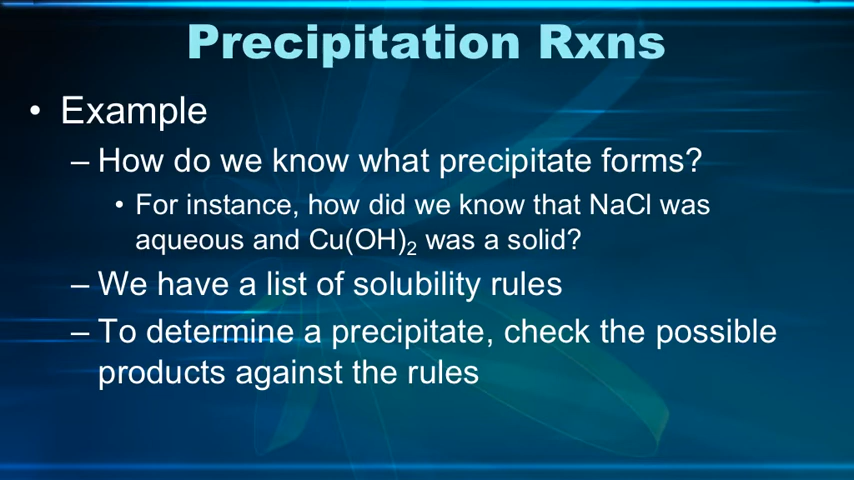 Precipitation Rxns
• Example
– How do we know what precipitate forms?
• For instance, how did we know that NaCl was
aqueous and Cu(OH)₂ was a solid?
– We have a list of solubility rules
– To determine a precipitate, check the possible
products against the rules